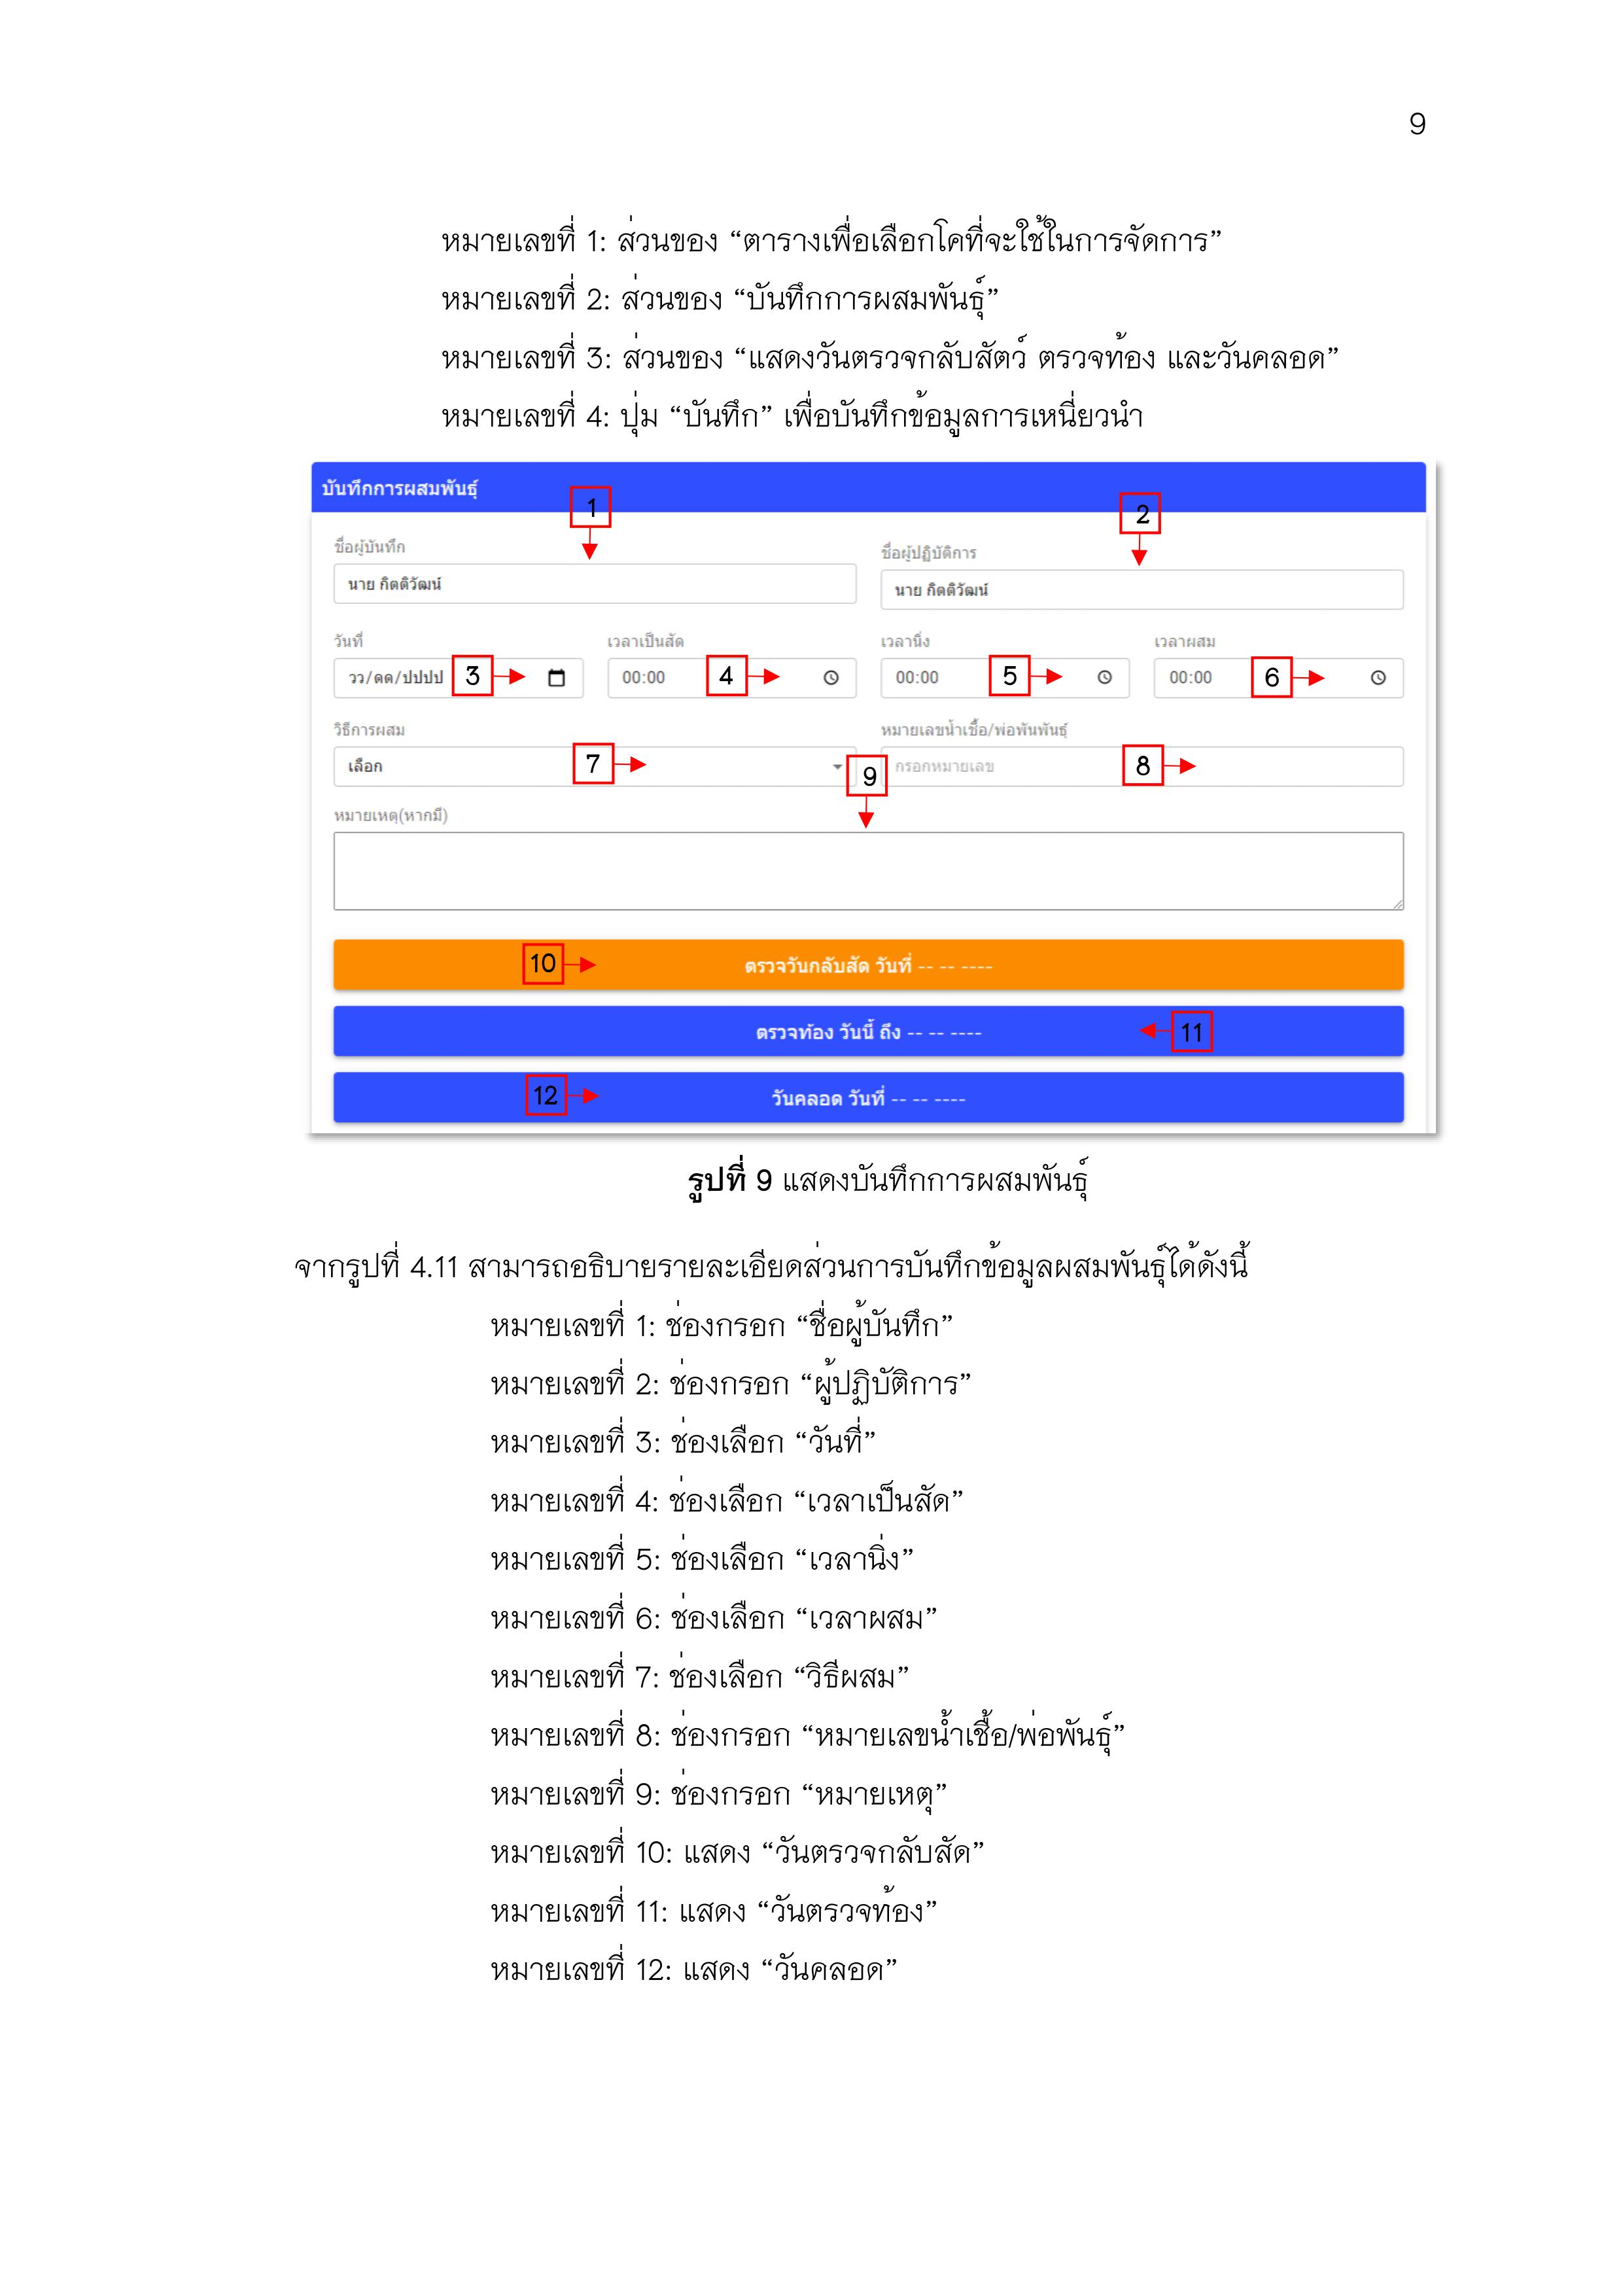 9
หมายเลขที่ 1: ส่วนของ “ตารางเพื่อเลือกโคที่จะใช้ในการจัดการ”
หมายเลขที่ 2: ส่วนของ “บันทึกการผสมพันธุ์”
หมายเลขที่ 3: ส่วนของ “แสดงวันตรวจกลับสัตว์ ตรวจท้อง และวันคลอด”
หมายเลขที่ 4: ปุ่ม “บันทึก” เพื่อบันทึกข้อมูลการเหนี่ยวนำ
บันทึกการผสมพันธุ์
1
2
ชื่อผู้บันทึก ชื่อผู้ปฏิบัติการ
นาย กิตติวัฒน์ นาย กิตติวัฒน์
วันที่ เวลาเป็นสัด เวลานิ่ง เวลาผสม
วว/ดด/ปปปป 3 00:00 4 00:00 5 00:00 6
วิธีการผสม หมายเลขน้ำเชื้อ/พ่อพันพันธุ์
เลือก 7 9 กรอกหมายเลข 8
หมายเหตุ(หากมี)
10 ตรวจวันกลับสัด วันที่ -- -- ----
ตรวจท้อง วันนี้ ถึง -- -- ---- 11
12 วันคลอด วันที่ -- -- ----
รูปที่ 9 แสดงบันทึกการผสมพันธุ์
จากรูปที่ 4.11 สามารถอธิบายรายละเอียดส่วนการบันทึกข้อมูลผสมพันธุ์ได้ดังนี้
หมายเลขที่ 1: ช่องกรอก “ชื่อผู้บันทึก”
หมายเลขที่ 2: ช่องกรอก “ผู้ปฏิบัติการ”
หมายเลขที่ 3: ช่องเลือก “วันที่”
หมายเลขที่ 4: ช่องเลือก “เวลาเป็นสัด”
หมายเลขที่ 5: ช่องเลือก “เวลานิ่ง”
หมายเลขที่ 6: ช่องเลือก “เวลาผสม”
หมายเลขที่ 7: ช่องเลือก “วิธีผสม”
หมายเลขที่ 8: ช่องกรอก “หมายเลขน้ำเชื้อ/พ่อพันธุ์”
หมายเลขที่ 9: ช่องกรอก “หมายเหตุ”
หมายเลขที่ 10: แสดง “วันตรวจกลับสัด”
หมายเลขที่ 11: แสดง “วันตรวจท้อง”
หมายเลขที่ 12: แสดง “วันคลอด”